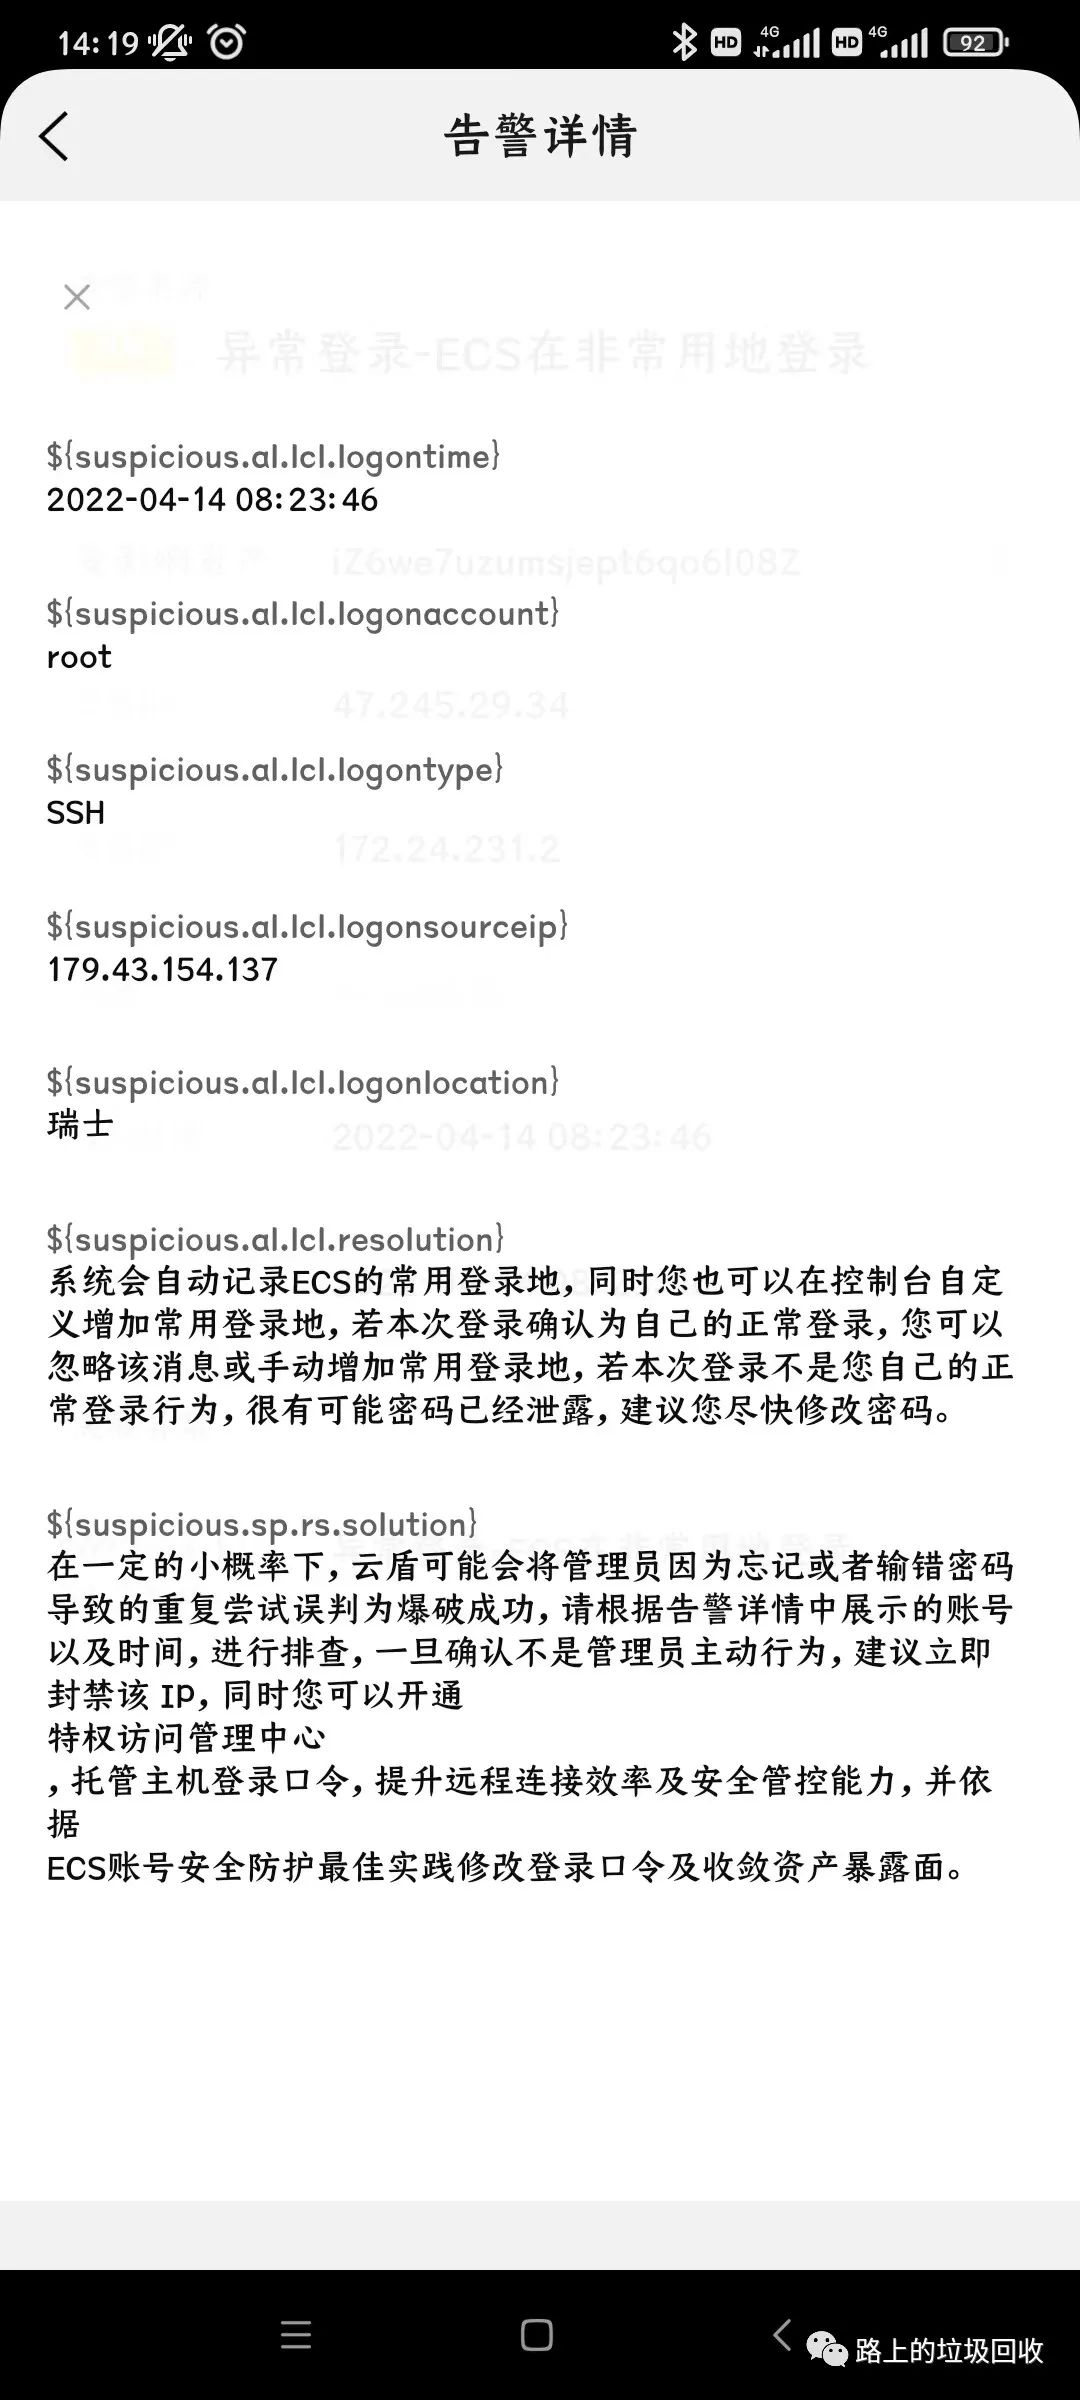 14:19
HD 4G HD 4G 92
告警详情
异常登录-ECS在非常用地登录
${suspicious.al.lcl.logontime}
2022-04-14 08:23:46
iZ6we7uzumsjept6qo6l08Z
${suspicious.al.lcl.logonaccount}
root
47.245.29.34
${suspicious.al.lcl.logontype}
SSH
172.24.231.2
${suspicious.al.lcl.logonsourceip}
179.43.154.137
${suspicious.al.lcl.logonlocation}
瑞士
2022-04-14 08:23:46
${suspicious.al.lcl.resolution}
系统会自动记录ECS的常用登录地, 同时您也可以在控制台自定
义增加常用登录地, 若本次登录确认为自己的正常登录, 您可以
忽略该消息或手动增加常用登录地, 若本次登录不是您自己的正
常登录行为, 很有可能密码已经泄露, 建议您尽快修改密码。
${suspicious.sp.rs.solution}
在一定的小概率下, 云盾可能会将管理员因为忘记或者输错密码
导致的重复尝试误判为爆破成功, 请根据告警详情中展示的账号
以及时间, 进行排查, 一旦确认不是管理员主动行为, 建议立即
封禁该 IP, 同时您可以开通
特权访问管理中心
, 托管主机登录口令, 提升远程连接效率及安全管控能力, 并依
据
ECS账号安全防护最佳实践修改登录口令及收敛资产暴露面。
路上的垃圾回收